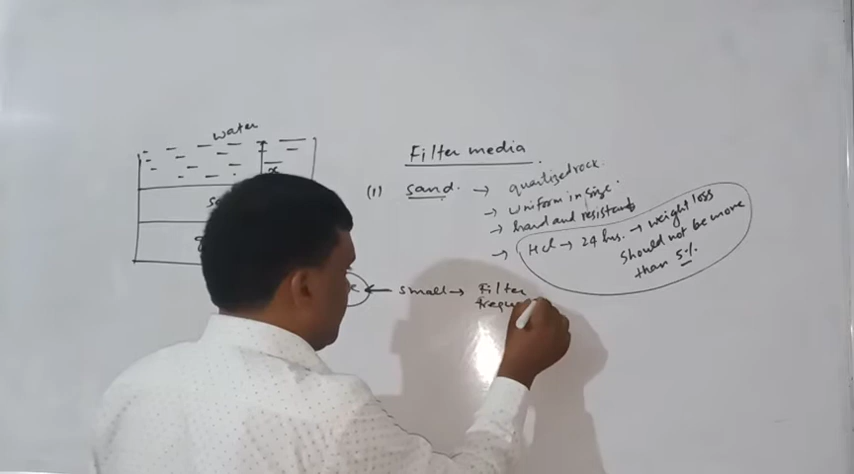 water
x
Filter media
(1) sand. → quartized rock.
→ uniform in size.
→ hard and resistant
→ Hcl → 24 hrs. → weight loss
should not be more
than 5%
small → Filter